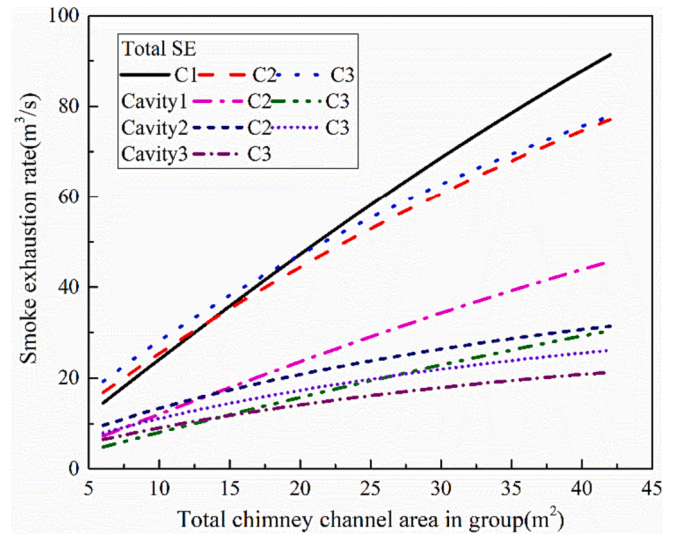 Total SE
C1 C2 C3
Cavity1 C2 C3
Cavity2 C2 C3
Cavity3 C3
100
80
60
40
20
0
5 10 15 20 25 30 35 40 45
Smoke exhaustion rate(m³/s)
Total chimney channel area in group(m²)